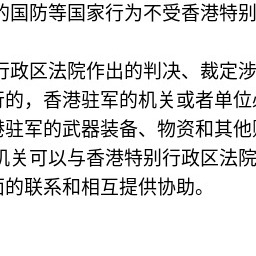 的国防等国家行为不受香港特别
行政区法院作出的判决、裁定涉
行的，香港驻军的机关或者单位
港驻军的武器装备、物资和其他
机关可以与香港特别行政区法院
面的联系和相互提供协助。